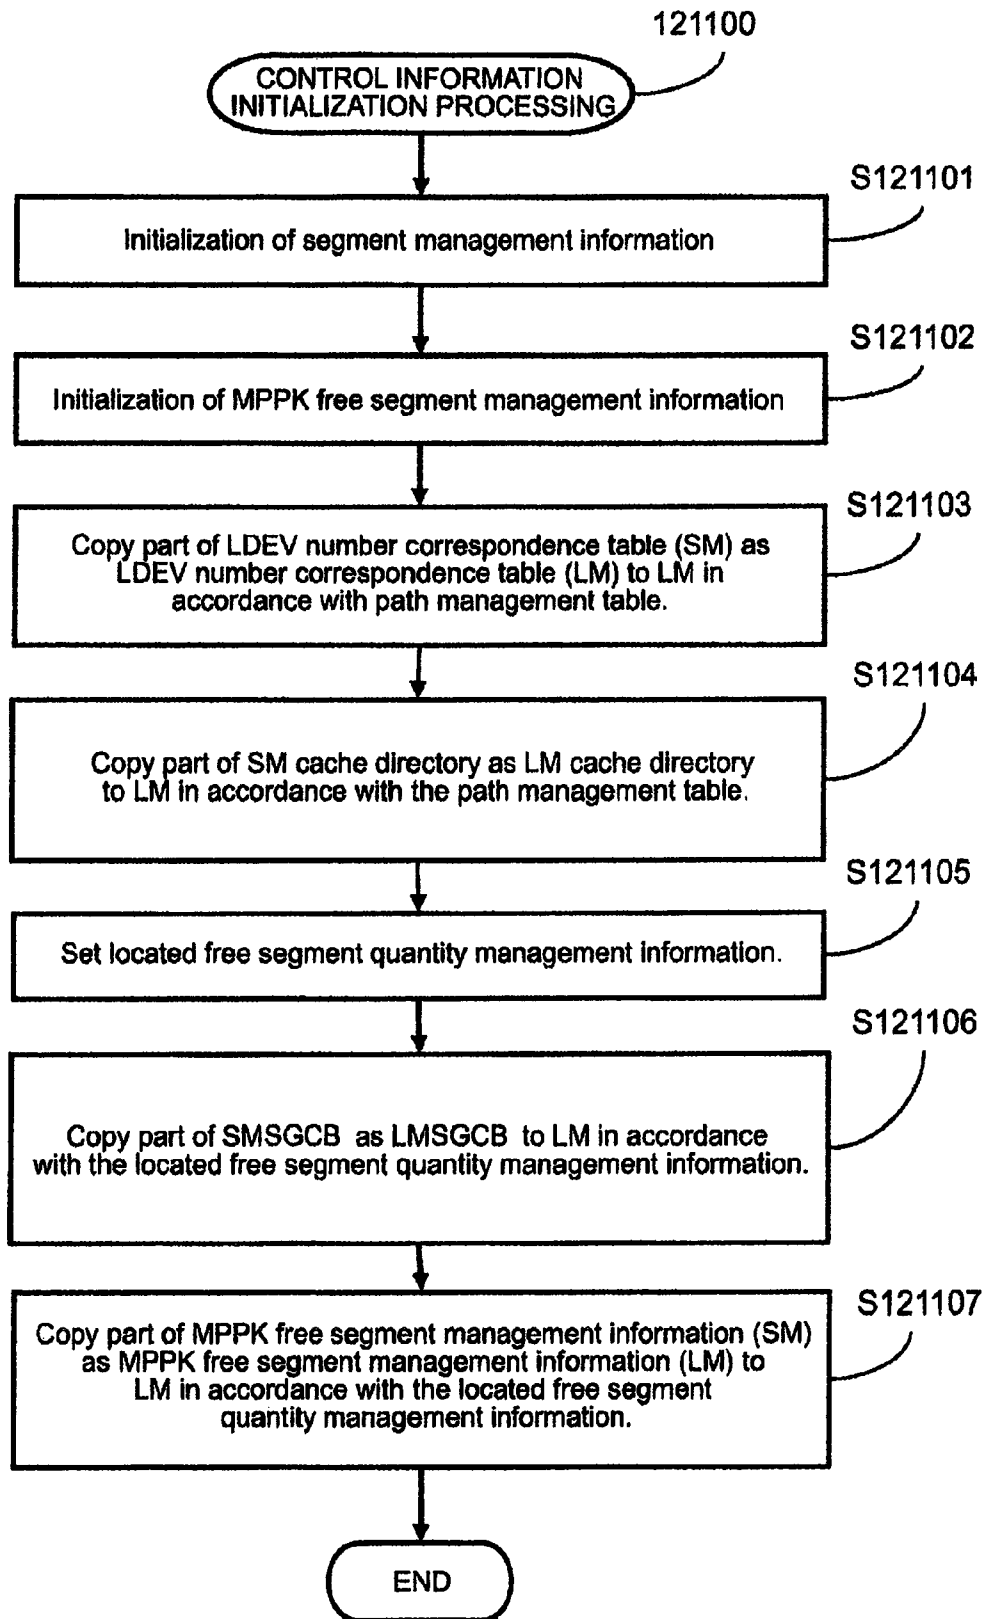 121100
CONTROL INFORMATION
INITIALIZATION PROCESSING
S121101
Initialization of segment management information
S121102
Initialization of MPPK free segment management information
S121103
Copy part of LDEV number correspondence table (SM) as
LDEV number correspondence table (LM) to LM in
accordance with path management table.
S121104
Copy part of SM cache directory as LM cache directory
to LM in accordance with the path management table.
S121105
Set located free segment quantity management information.
S121106
Copy part of SMSGCB as LMSGCB to LM in accordance
with the located free segment quantity management information.
S121107
Copy part of MPPK free segment management information (SM)
as MPPK free segment management information (LM) to
LM in accordance with the located free segment
quantity management information.
END